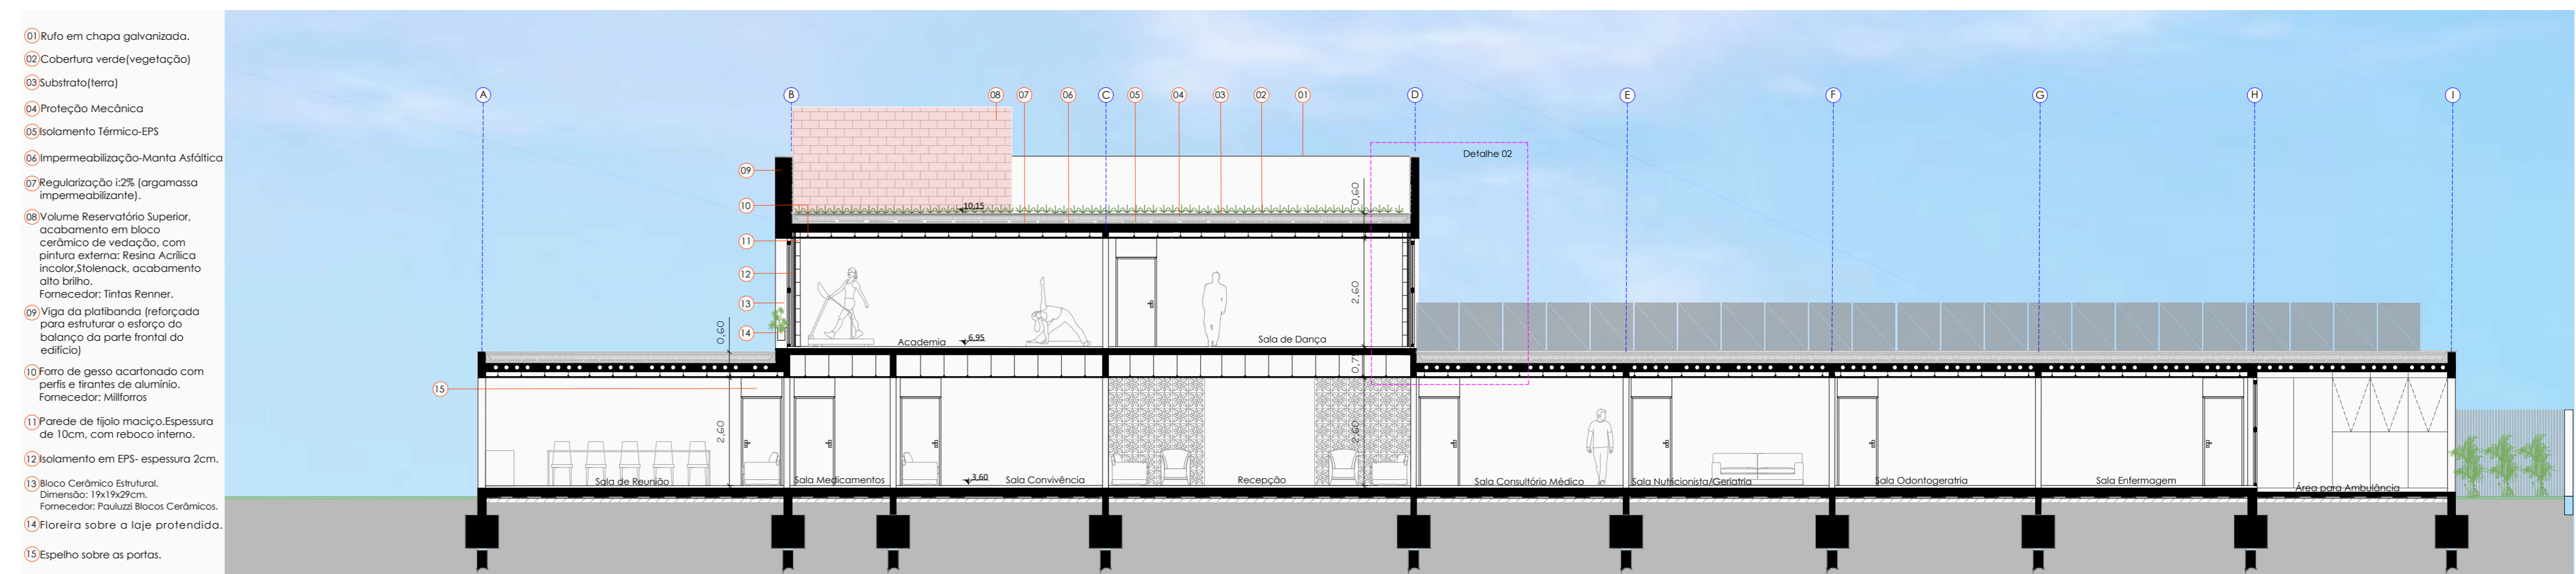 01 Rufo em chapa galvanizada.
02 Cobertura verde(vegetação)
03 Substrato(terra)
04 Proteção Mecânica
05 Isolamento Térmico-EPS
06 Impermeabilização-Manta Asfáltica
07 Regularização i:2% (argamassa
impermeabilizante).
08 Volume Reservatório Superior,
acabamento em bloco
cerâmico de vedação, com
pintura externa: Resina Acrílica
incolor,Stolenack, acabamento
alto brilho.
Fornecedor: Tintas Renner.
09 Viga da platibanda (reforçada
para estruturar o esforço do
balanço da parte frontal do
edifício)
10 Forro de gesso acartonado com
perfis e tirantes de alumínio.
Fornecedor: Millforros
11 Parede de tijolo maciço.Espessura
de 10cm, com reboco interno.
12 Isolamento em EPS- espessura 2cm.
13 Bloco Cerâmico Estrutural.
Dimensão: 19x19x29cm.
Fornecedor: Pauluzzi Blocos Cerâmicos.
14 Floreira sobre a laje protendida.
15 Espelho sobre as portas.
A B 08 07 06 C 05 04 03 02 01 D E F G H I
Detalhe 02
09
10
10,15
0,60
11
12
13
14
2,60
0,60
Academia
6,95
Sala de Dança
15
0,7
2,60
2,60
Sala de Reunião
Sala Medicamentos
3,60
Sala Convivência
Recepção
Sala Consultório Médico
Sala Nutricionista/Geriatria
Sala Odontogeratria
Sala Enfermagem
Área para Ambulância